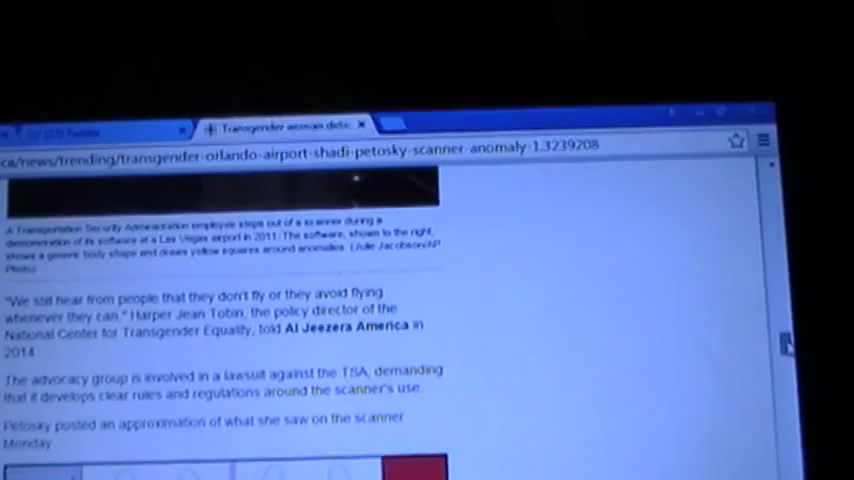 Transgender woman deta
ca/news/trending/transgender-orlando-airport-shadi-petosky-scanner-anomaly-1.3239208
A Transportation Security Administration employee steps out of a scanner during a
demonstration of its software at a Las Vegas airport in 2011. The software, shown to the right,
shows a generic body shape and draws yellow squares around anomalies. (Julie Jacobson/AP
Photo)
"We still hear from people that they don't fly or they avoid flying
whenever they can," Harper Jean Tobin, the policy director of the
National Center for Transgender Equality, told Al Jeezera America in
2014.
The advocacy group is involved in a lawsuit against the TSA, demanding
that it develops clear rules and regulations around the scanner's use.
Petosky posted an approximation of what she saw on the scanner
Monday.